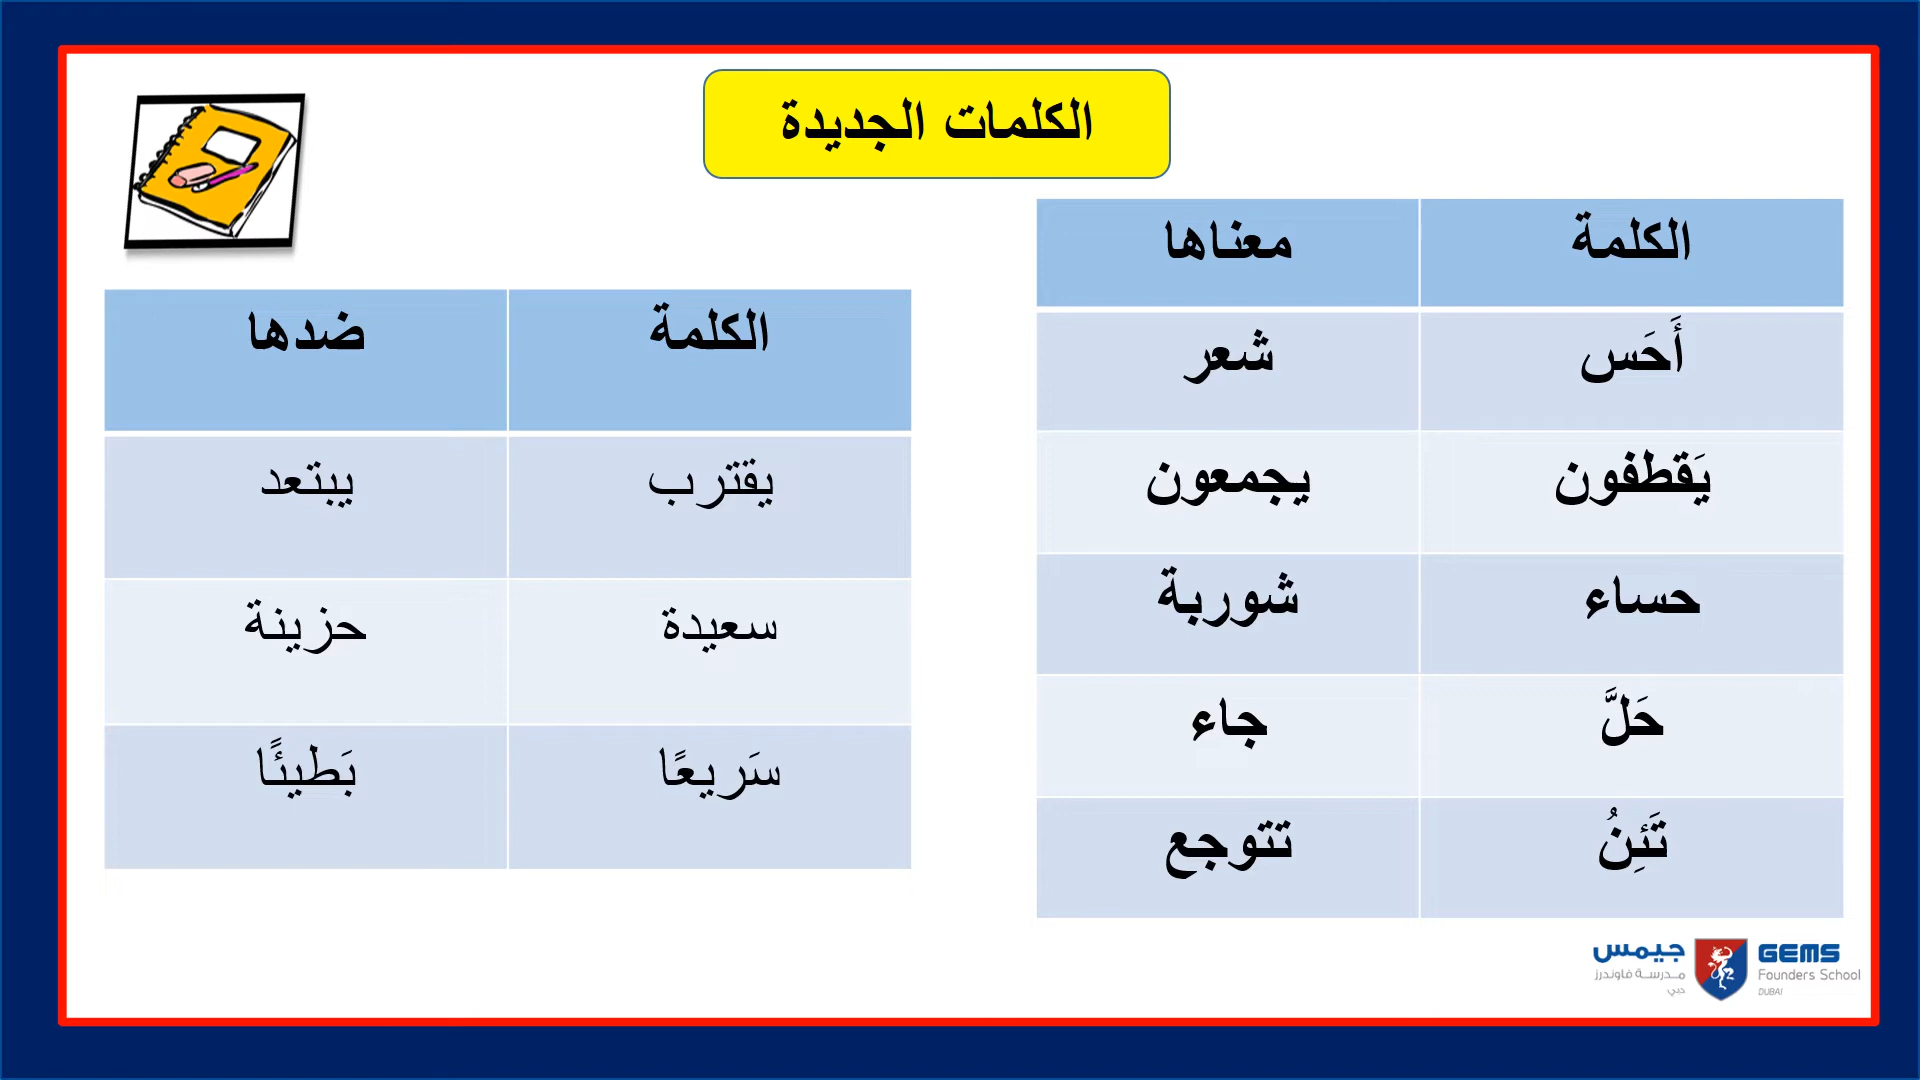 الكلمات الجديدة
الكلمة معناها
أَحَس شعر
يَقطفون يجمعون
حساء شوربة
حَلَّ جاء
تَئِنُ تتوجع
الكلمة ضدها
يقترب يبتعد
سعيدة حزينة
سَريعًا بَطيئًا
جيمس
مدرسة فاوندرز
دبي
GEMS
Founders School
DUBAI